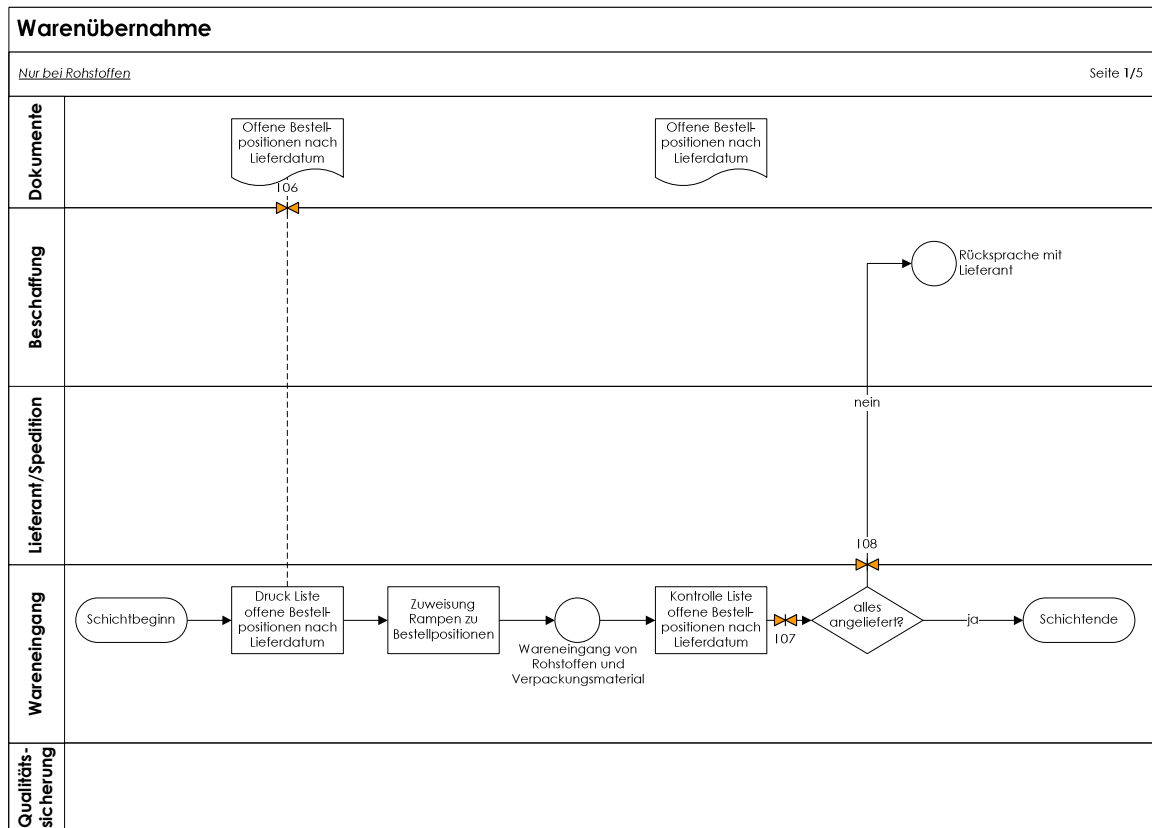 Warenübernahme
Nur bei Rohstoffen
Seite 1/5
Dokumente
Offene Bestell-
positionen nach
Lieferdatum
106
Offene Bestell-
positionen nach
Lieferdatum
Beschaffung
Rücksprache mit
Lieferant
Lieferant/Spedition
nein
108
Wareneingang
Schichtbeginn
Druck Liste
offene Bestell-
positionen nach
Lieferdatum
Zuweisung
Rampen zu
Bestellpositionen
Wareneingang von
Rohstoffen und
Verpackungsmaterial
Kontrolle Liste
offene Bestell-
positionen nach
Lieferdatum
107
alles
angeliefert?
ja
Schichtende
Qualitäts-
sicherung